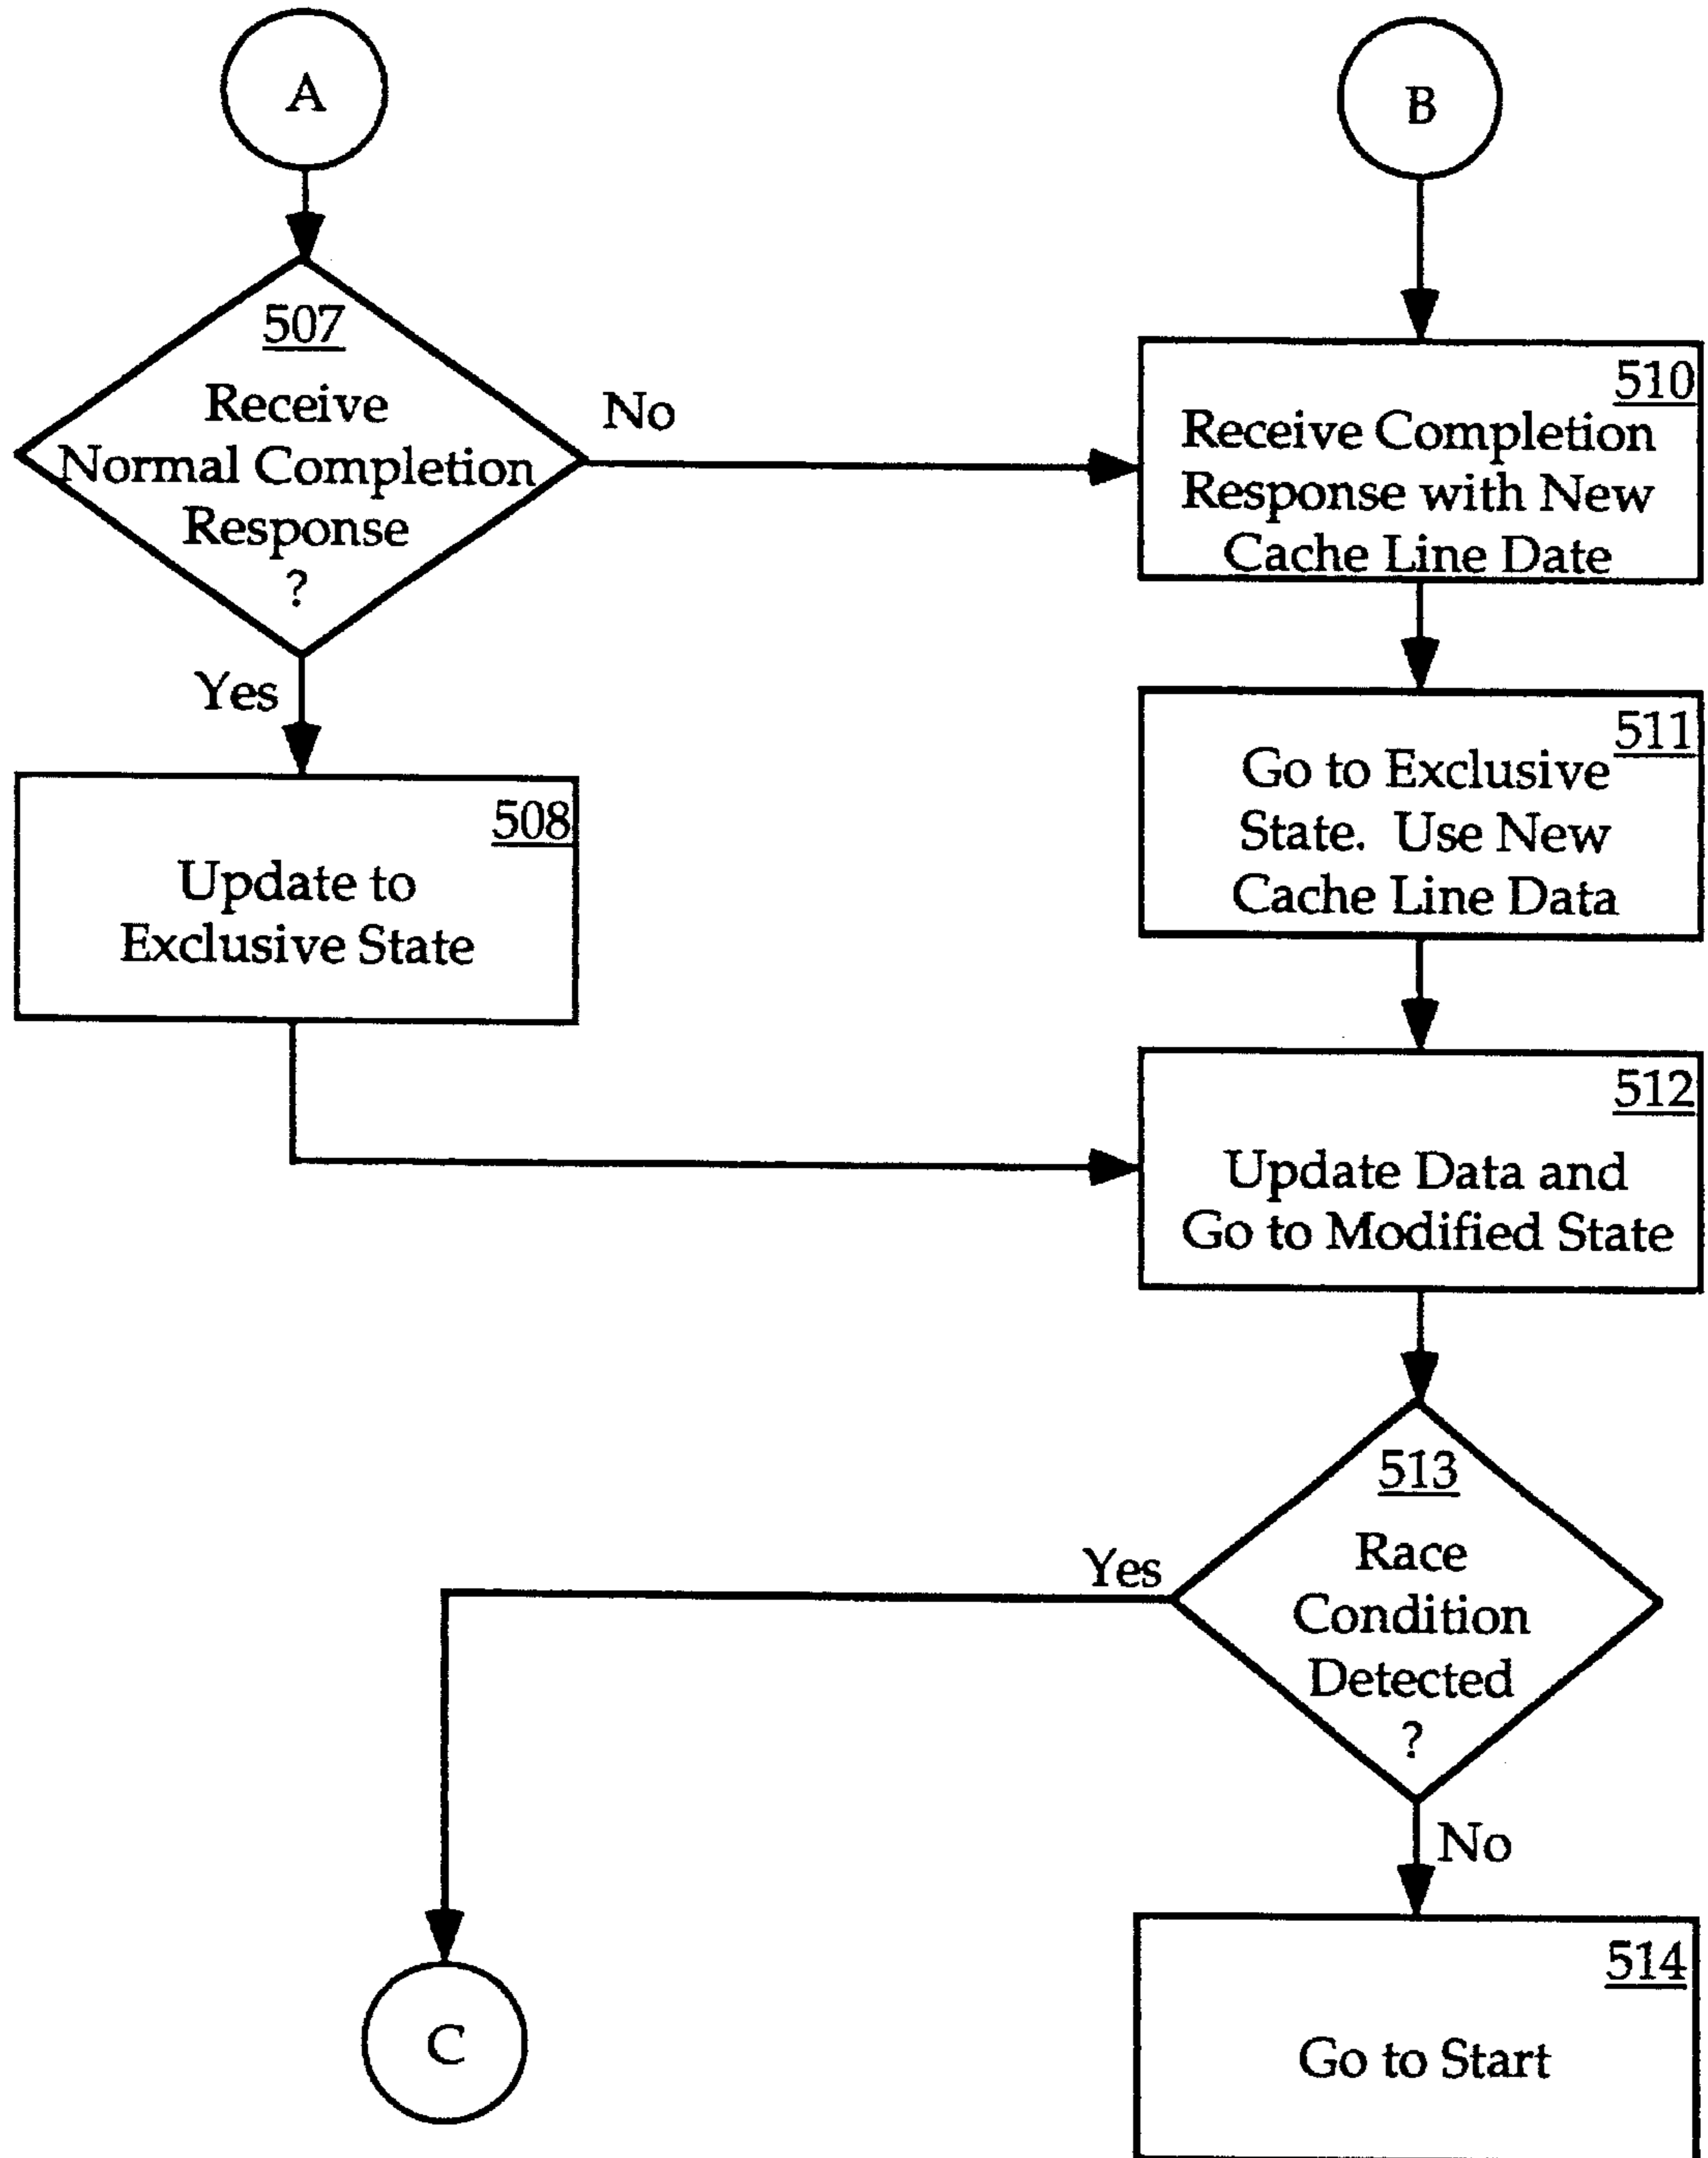 A
B
507
Receive
Normal Completion
Response
?
No
Yes
510
Receive Completion
Response with New
Cache Line Date
508
Update to
Exclusive State
511
Go to Exclusive
State. Use New
Cache Line Data
512
Update Data and
Go to Modified State
513
Race
Condition
Detected
?
Yes
No
C
514
Go to Start